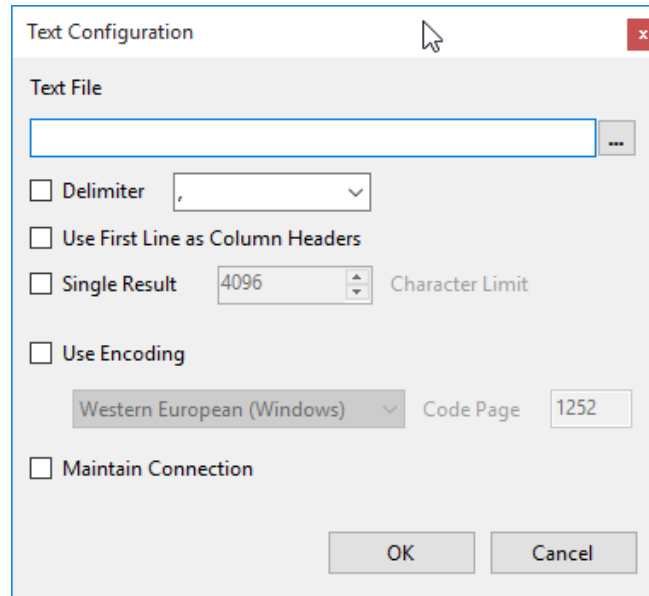 Text Configuration
x
Text File
...
Delimiter ,
Use First Line as Column Headers
Single Result 4096 Character Limit
Use Encoding
Western European (Windows) Code Page 1252
Maintain Connection
OK Cancel